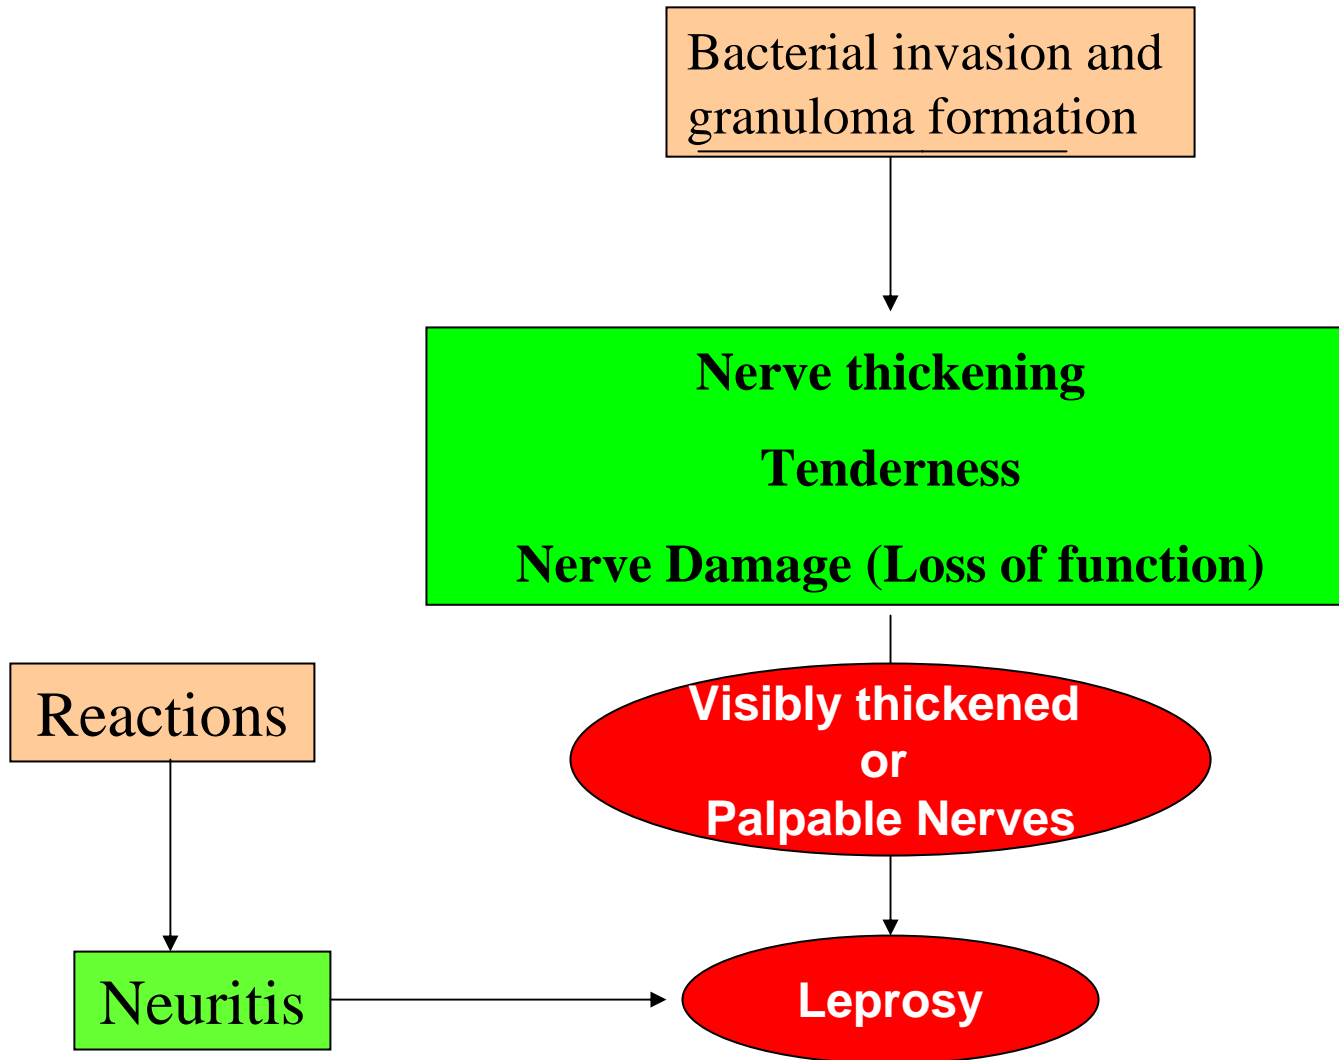 Bacterial invasion and
granuloma formation
Nerve thickening
Tenderness
Nerve Damage (Loss of function)
Reactions
Visibly thickened
or
Palpable Nerves
Neuritis
Leprosy